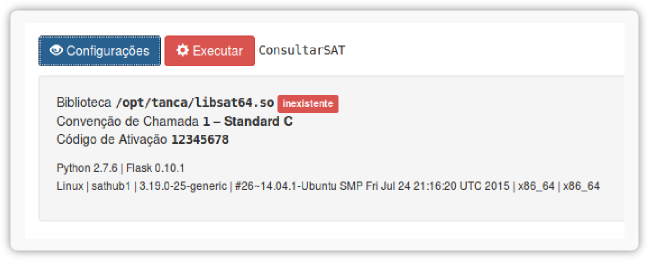 Configurações Executar ConsultarSAT
Biblioteca /opt/tanca/libsat64.so inexistente
Convenção de Chamada 1 – Standard C
Código de Ativação 12345678
Python 2.7.6 | Flask 0.10.1
Linux | sathub1 | 3.19.0-25-generic | #26~14.04.1-Ubuntu SMP Fri Jul 24 21:16:20 UTC 2015 | x86_64 | x86_64